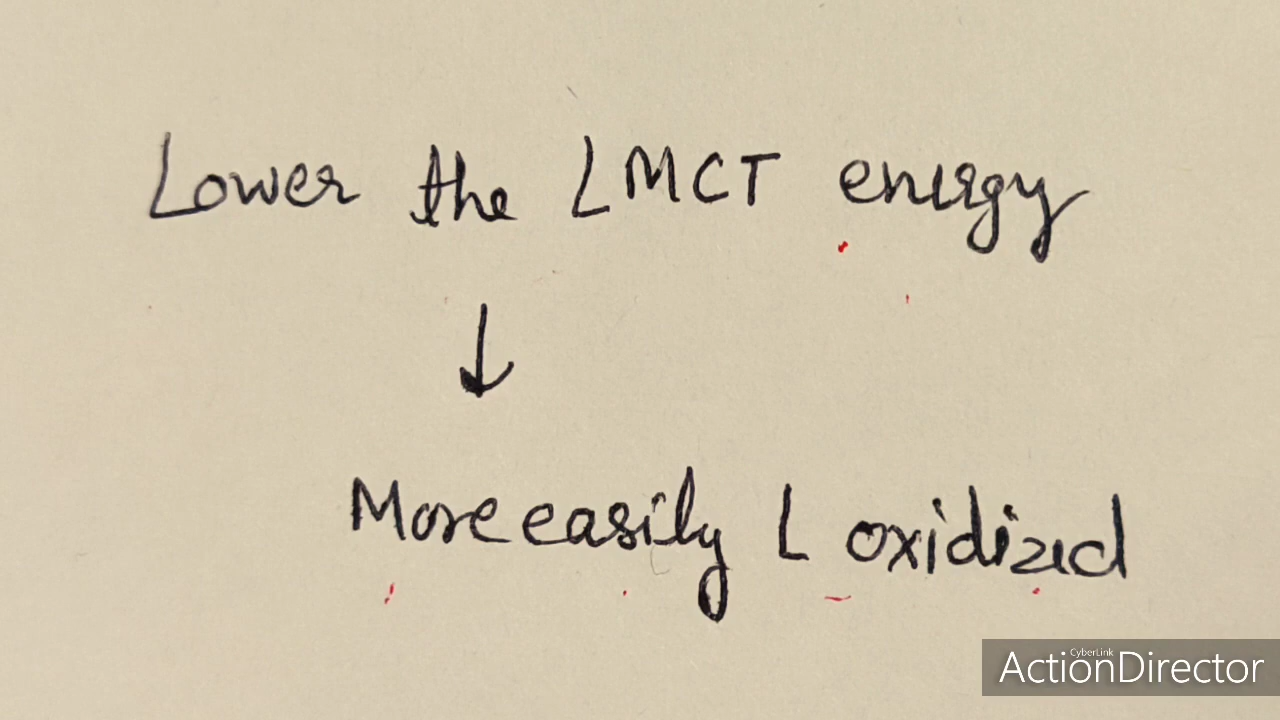 Lower the LMCT energy
↓
More easily L oxidized
CyberLink
ActionDirector